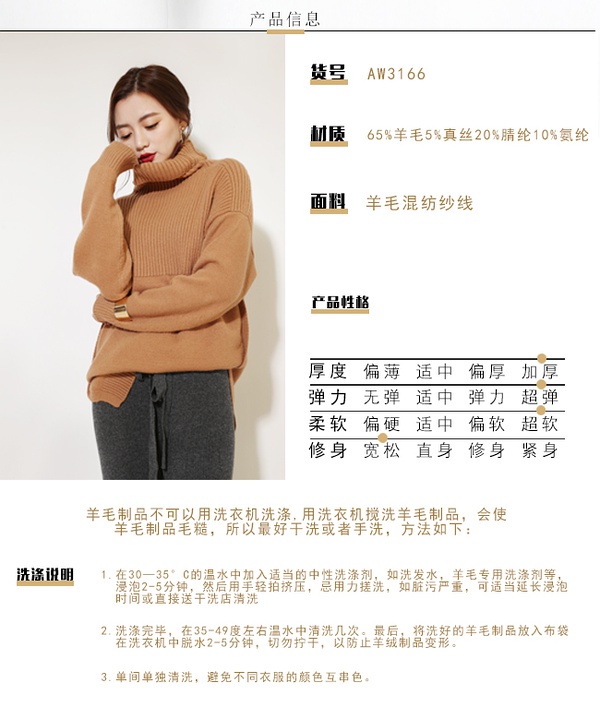 产品信息
货号 AW3166
材质 65%羊毛5%真丝20%腈纶10%氨纶
面料 羊毛混纺纱线
产品性格
厚度 偏薄 适中 偏厚 加厚
弹力 无弹 适中 弹力 超弹
柔软 偏硬 适中 偏软 超软
修身 宽松 直身 修身 紧身
羊毛制品不可以用洗衣机洗涤.用洗衣机搅洗羊毛制品，会使
羊毛制品毛糙，所以最好干洗或者手洗，方法如下：
洗涤说明
1.在30—35°C的温水中加入适当的中性洗涤剂，如洗发水，羊毛专用洗涤剂等，
浸泡2-5分钟，然后用手轻拍挤压，忌用力搓洗，如脏污严重，可适当延长浸泡
时间或直接送干洗店清洗
2.洗涤完毕，在35-49度左右温水中清洗几次。最后，将洗好的羊毛制品放入布袋
在洗衣机中脱水2-5分钟，切勿拧干，以防止羊绒制品变形。
3.单间单独清洗，避免不同衣服的颜色互串色。